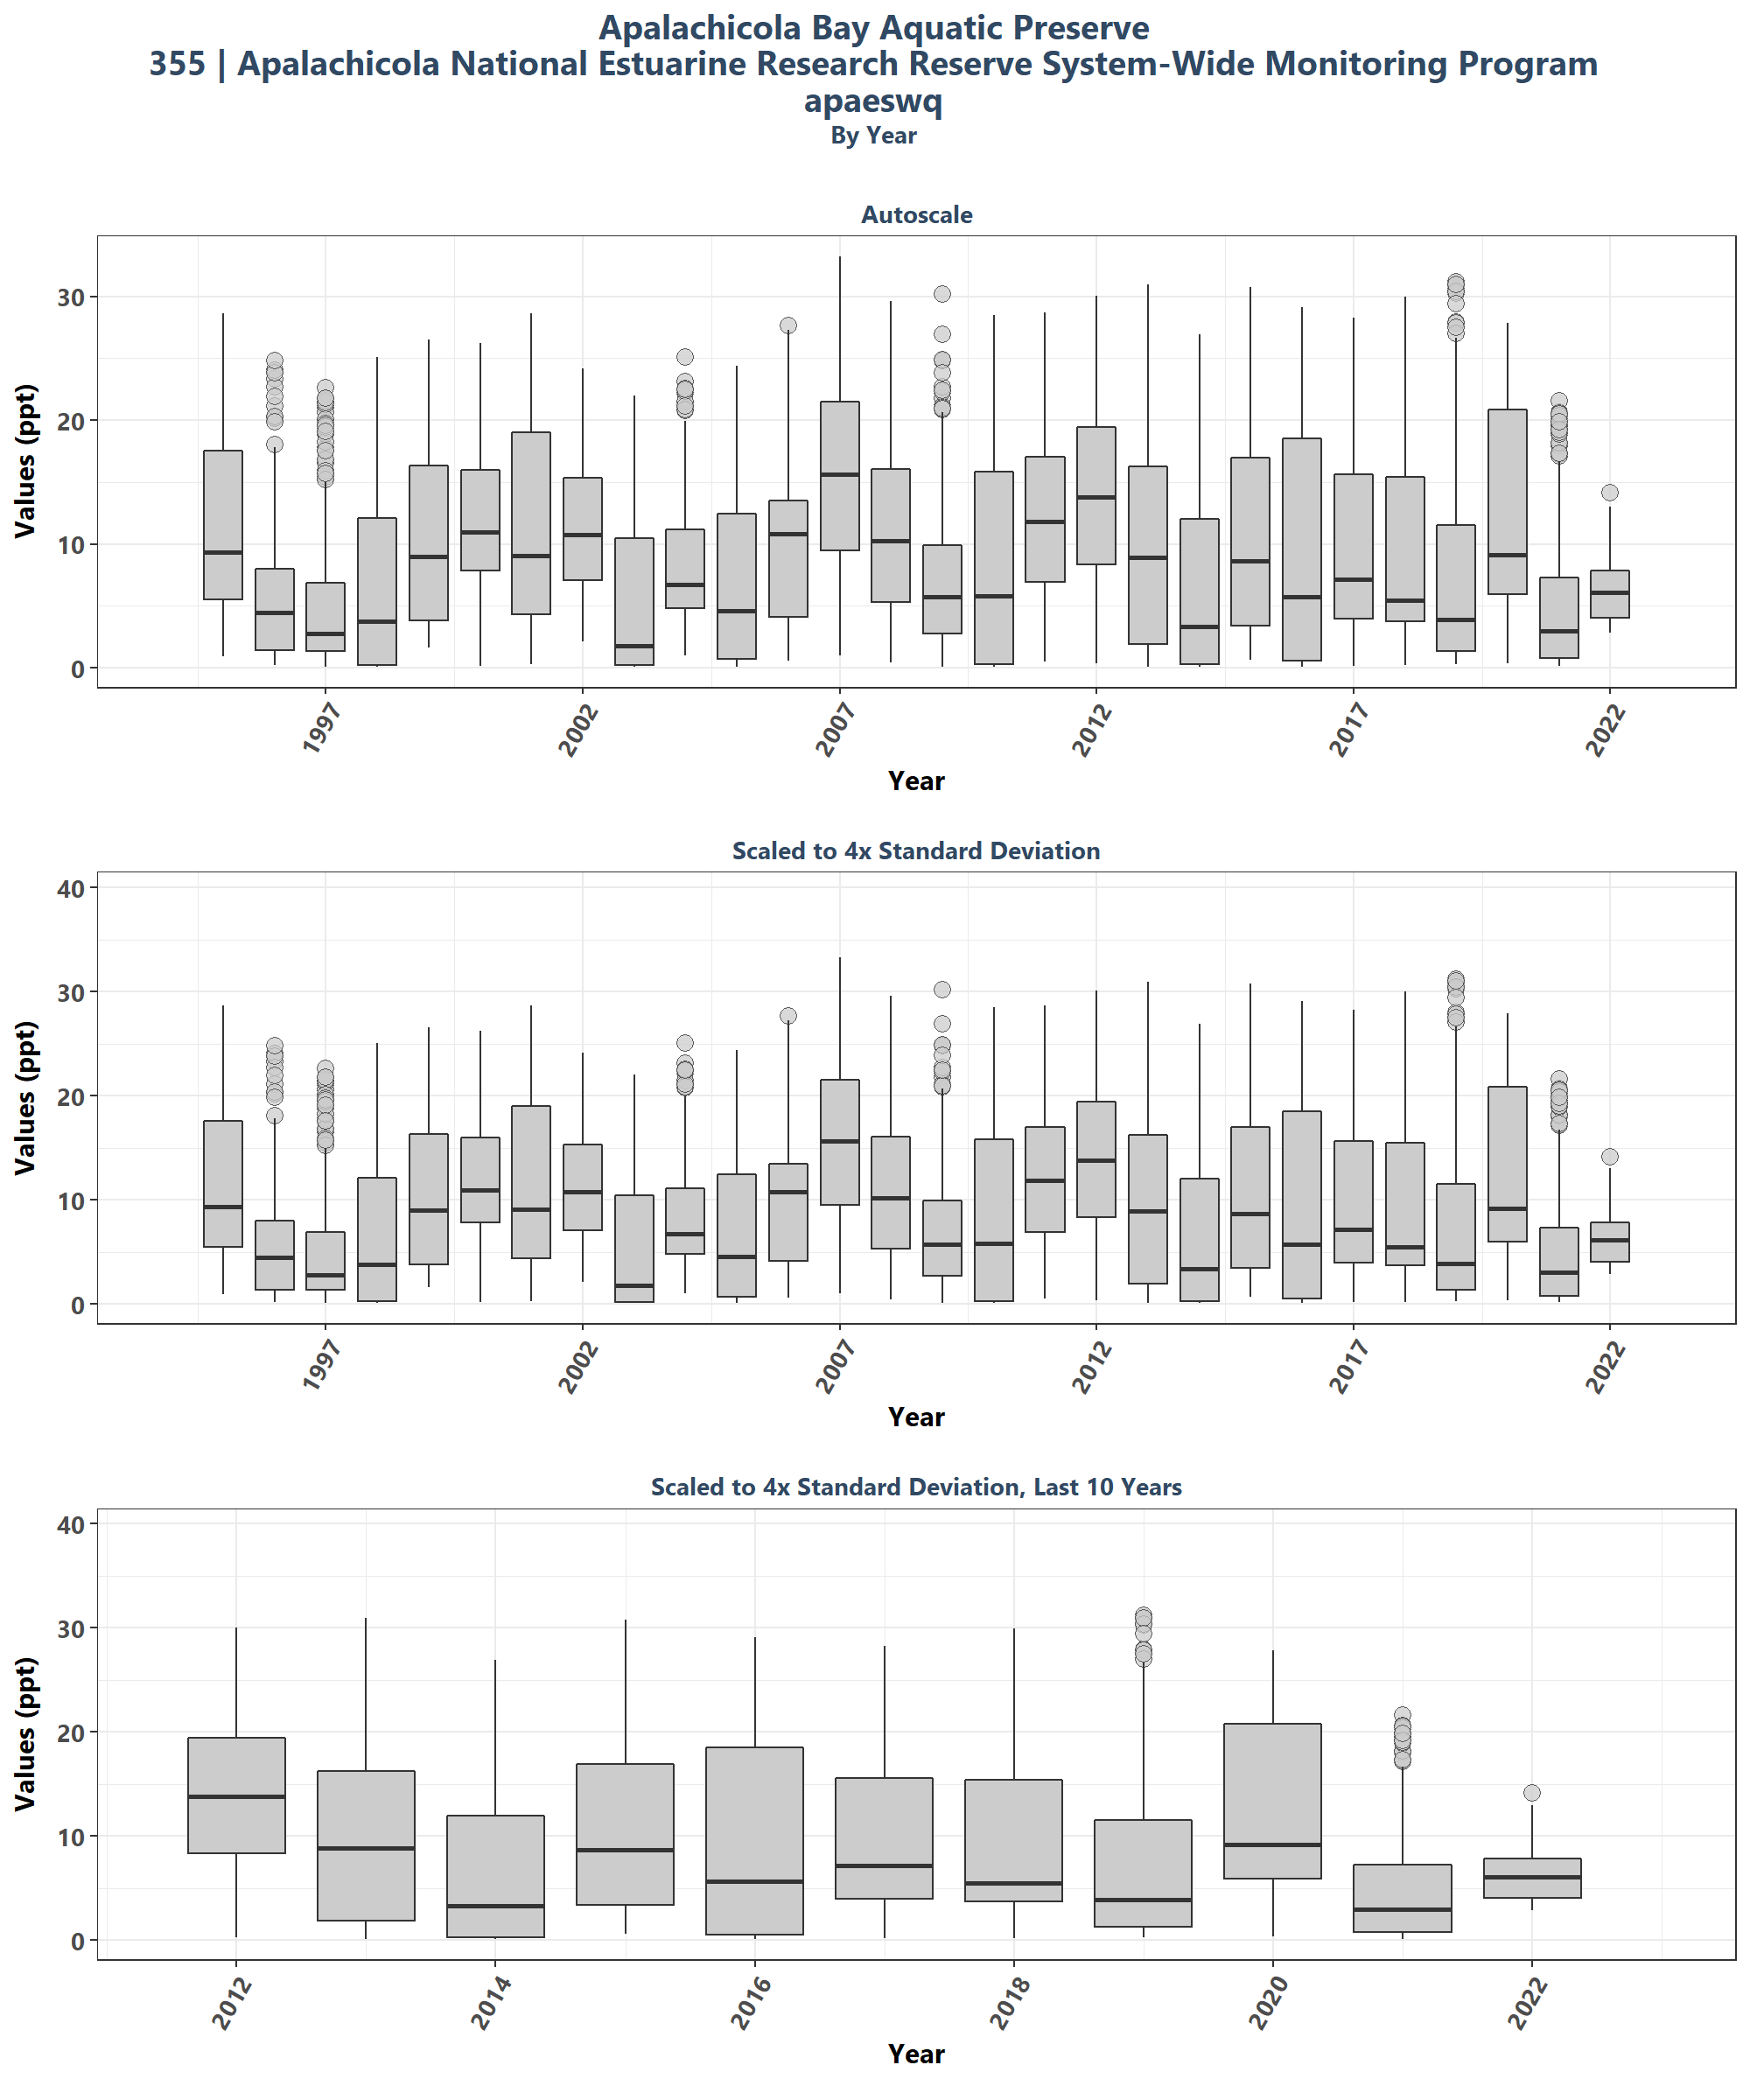 Apalachicola Bay Aquatic Preserve
355 | Apalachicola National Estuarine Research Reserve System-Wide Monitoring Program
apaeswq
By Year
Autoscale
Values (ppt)
30
20
10
0
1997 2002 2007 2012 2017 2022
Year
Scaled to 4x Standard Deviation
Values (ppt)
40
30
20
10
0
1997 2002 2007 2012 2017 2022
Year
Scaled to 4x Standard Deviation, Last 10 Years
Values (ppt)
40
30
20
10
0
2012 2014 2016 2018 2020 2022
Year